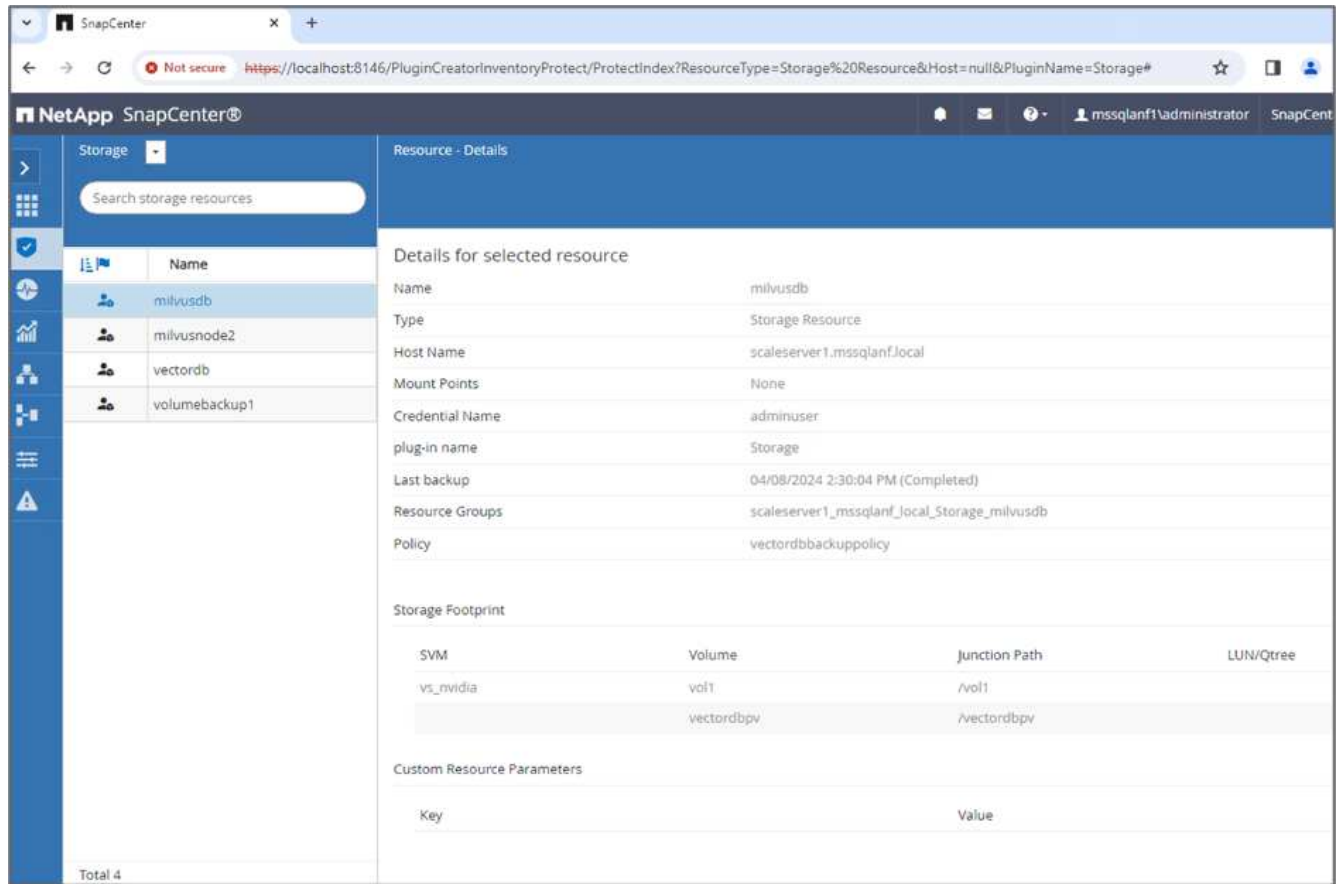 SnapCenter
Not secure https://localhost:8146/PluginCreatorInventoryProtect/ProtectIndex?ResourceType=Storage%20Resource&Host=null&PluginName=Storage#
NetApp SnapCenter®
mssqlanf1\administrator SnapCent
Storage
Resource - Details
Search storage resources
Name
milvusdb
milvusnode2
vectordb
volumebackup1
Total 4
Details for selected resource
Name milvusdb
Type Storage Resource
Host Name scaleserver1.mssqlanf.local
Mount Points None
Credential Name adminuser
plug-in name Storage
Last backup 04/08/2024 2:30:04 PM (Completed)
Resource Groups scaleserver1_mssqlanf_local_Storage_milvusdb
Policy vectordbbackuppolicy
Storage Footprint
SVM Volume Junction Path LUN/Qtree
vs_nvidia vol1 /vol1
vectordbpv /vectordbpv
Custom Resource Parameters
Key Value